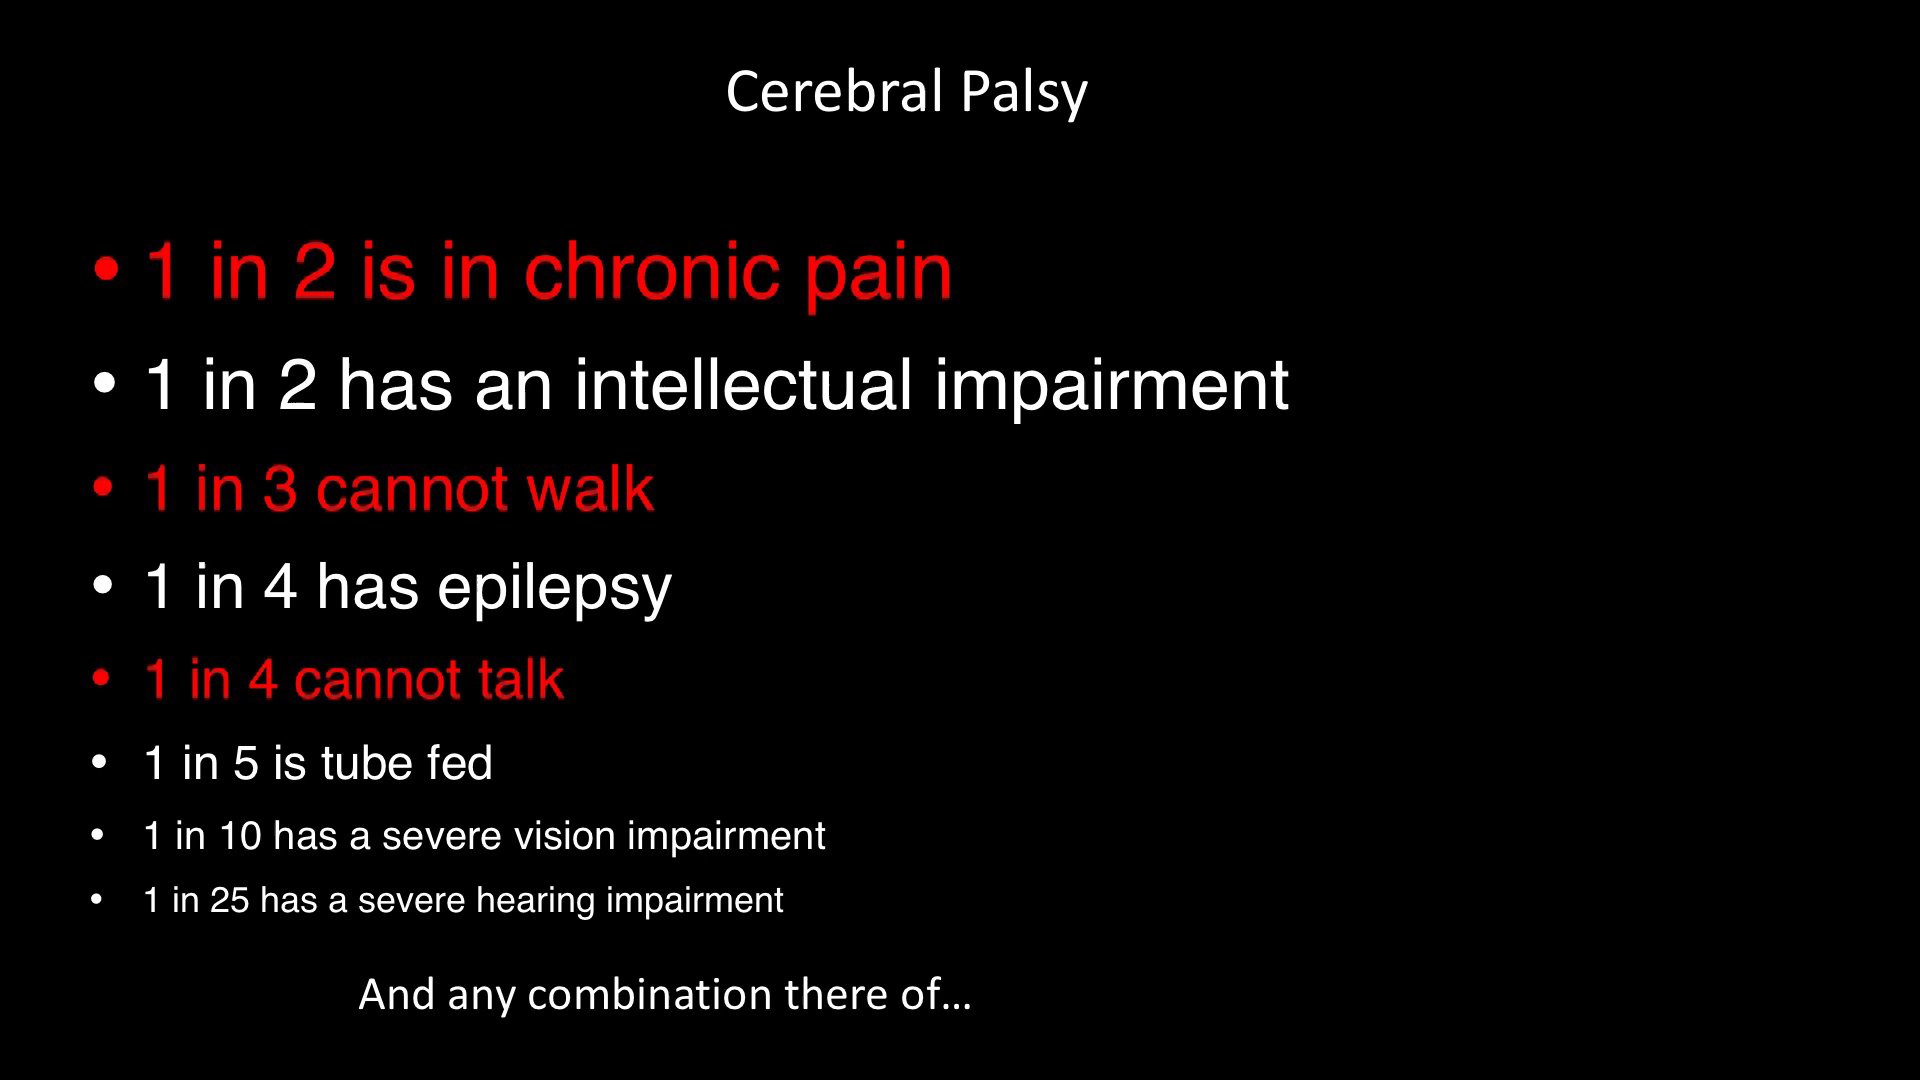 Cerebral Palsy
• 1 in 2 is in chronic pain
• 1 in 2 has an intellectual impairment
• 1 in 3 cannot walk
• 1 in 4 has epilepsy
• 1 in 4 cannot talk
• 1 in 5 is tube fed
• 1 in 10 has a severe vision impairment
• 1 in 25 has a severe hearing impairment
And any combination there of...